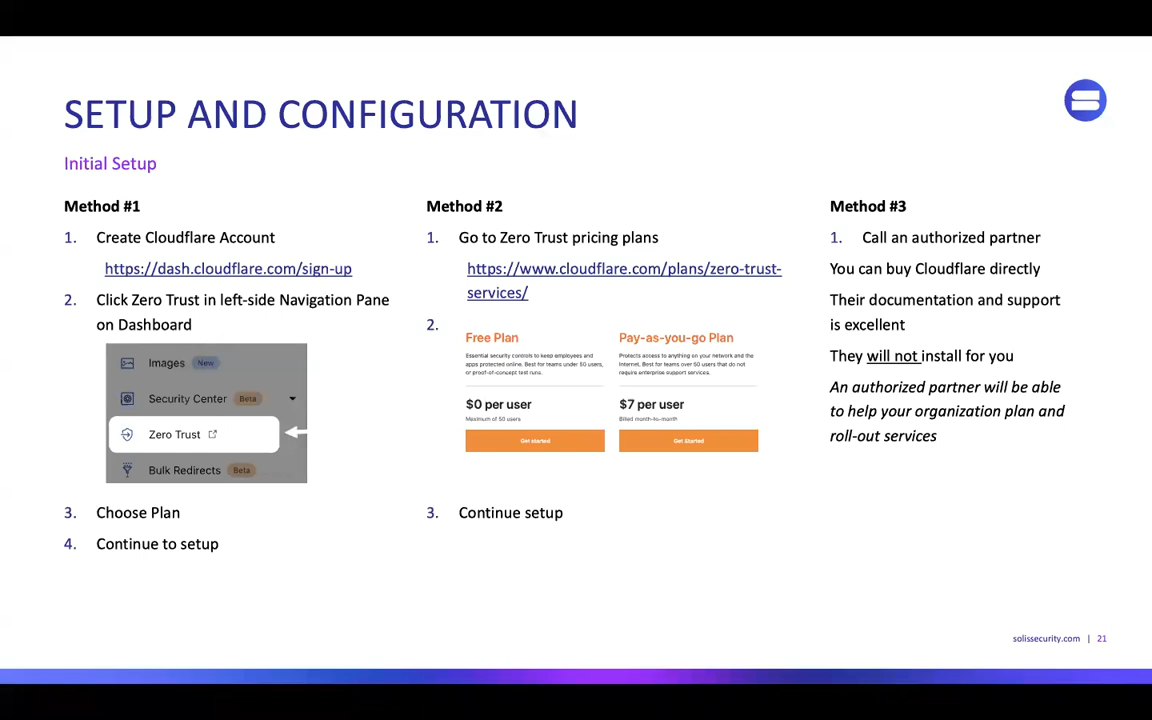 SETUP AND CONFIGURATION
Initial Setup
Method #1
1. Create Cloudflare Account
https://dash.cloudflare.com/sign-up
2. Click Zero Trust in left-side Navigation Pane
on Dashboard
Images New
Security Center Beta
Zero Trust
Bulk Redirects Beta
3. Choose Plan
4. Continue to setup
Method #2
1. Go to Zero Trust pricing plans
https://www.cloudflare.com/plans/zero-trust-
services/
2.
Free Plan
Essential security controls to keep employees and
apps protected online. Best for teams under 50 users,
or proof-of-concept test runs.
$0 per user
Maximum of 50 users
Get started
Pay-as-you-go Plan
Protects access to anything on your network and the
Internet. Best for teams over 50 users that do not
require enterprise support services.
$7 per user
Billed month-to-month
Get Started
3. Continue setup
Method #3
1. Call an authorized partner
You can buy Cloudflare directly
Their documentation and support
is excellent
They will not install for you
An authorized partner will be able
to help your organization plan and
roll-out services
solissecurity.com | 21